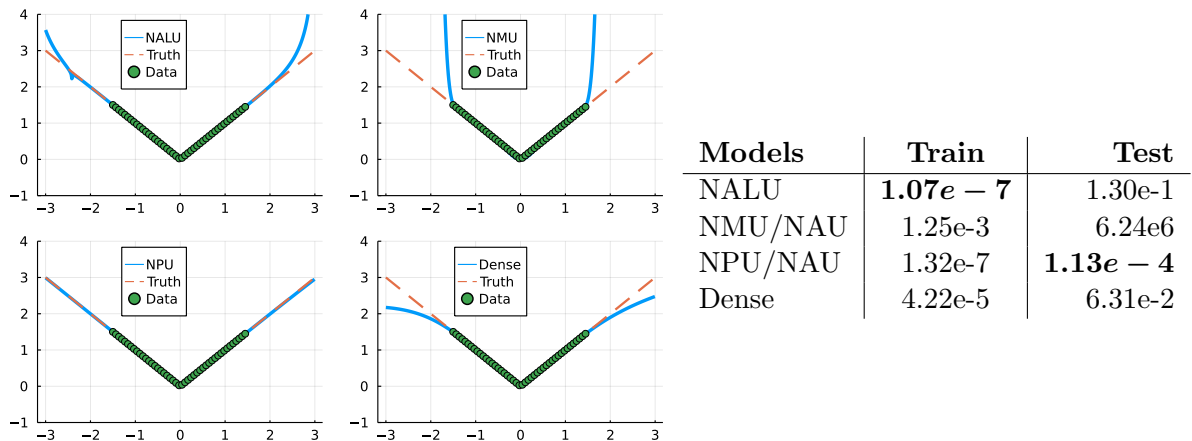 4
3
2
1
0
−1
−3 −2 −1 0 1 2 3
NALU
Truth
Data
4
3
2
1
0
−1
−3 −2 −1 0 1 2 3
NMU
Truth
Data
4
3
2
1
0
−1
−3 −2 −1 0 1 2 3
NPU
Truth
Data
4
3
2
1
0
−1
−3 −2 −1 0 1 2 3
Dense
Truth
Data
Models Train Test
NALU 1.07e − 7 1.30e-1
NMU/NAU 1.25e-3 6.24e6
NPU/NAU 1.32e-7 1.13e − 4
Dense 4.22e-5 6.31e-2